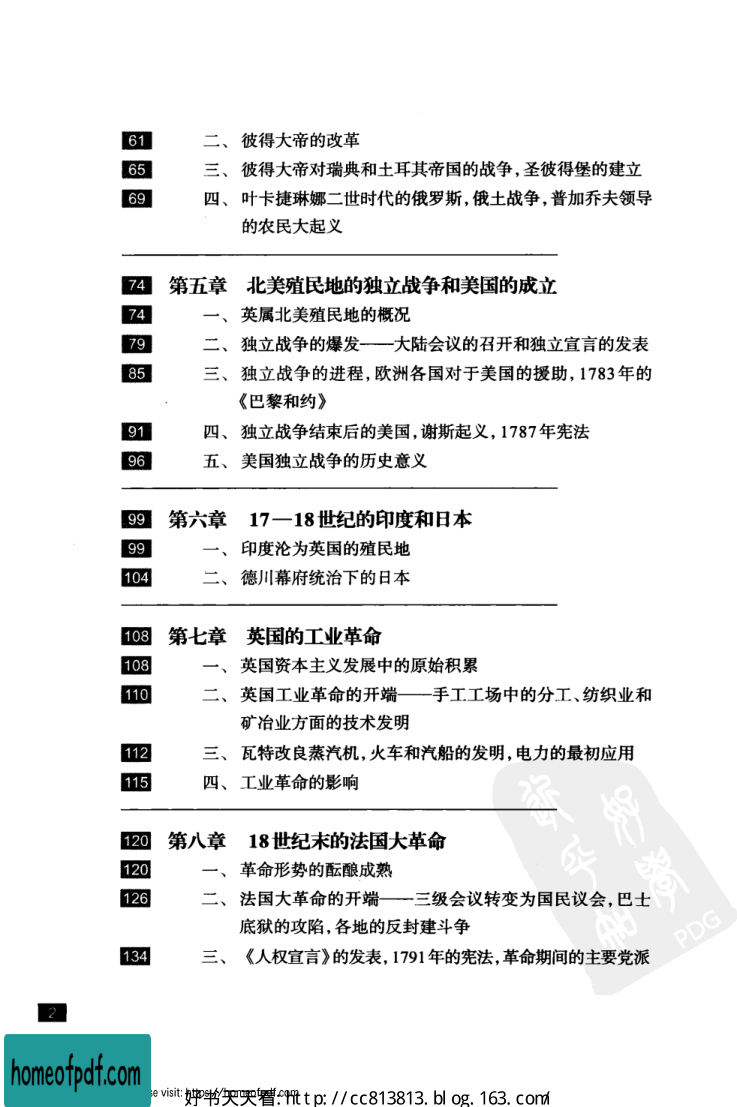 61 二、彼得大帝的改革
65 三、彼得大帝对瑞典和土耳其帝国的战争,圣彼得堡的建立
69 四、叶卡捷琳娜二世时代的俄罗斯,俄土战争,普加乔夫领导
的农民大起义
74 第五章 北美殖民地的独立战争和美国的成立
74 一、英属北美殖民地的概况
79 二、独立战争的爆发——大陆会议的召开和独立宣言的发表
85 三、独立战争的进程,欧洲各国对于美国的援助,1783年的
《巴黎和约》
91 四、独立战争结束后的美国,谢斯起义,1787年宪法
96 五、美国独立战争的历史意义
99 第六章 17—18世纪的印度和日本
99 一、印度沦为英国的殖民地
104 二、德川幕府统治下的日本
108 第七章 英国的工业革命
108 一、英国资本主义发展中的原始积累
110 二、英国工业革命的开端——手工工场中的分工、纺织业和
矿冶业方面的技术发明
112 三、瓦特改良蒸汽机,火车和汽船的发明,电力的最初应用
115 四、工业革命的影响
120 第八章 18世纪末的法国大革命
120 一、革命形势的酝酿成熟
126 二、法国大革命的开端——三级会议转变为国民议会,巴士
底狱的攻陷,各地的反封建斗争
134 三、《人权宣言》的发表,1791年的宪法,革命期间的主要党派
PDG
2
homeofpdf.com
se visit: https://homeofpdf.com
好书天天看:http://cc813813.blog.163.com/